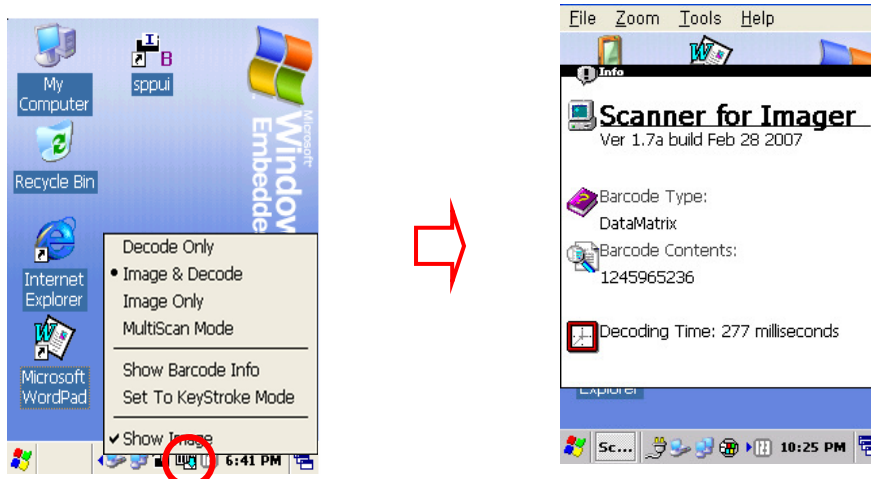 My
Computer
sppui
I
B
Recycle Bin
Microsoft®
Window
Embedde
Internet
Explorer
Microsoft
WordPad
Decode Only
Image & Decode
Image Only
MultiScan Mode
Show Barcode Info
Set To KeyStroke Mode
Show Image
6:41 PM
File Zoom Tools Help
Info
Scanner for Imager
Ver 1.7a build Feb 28 2007
Barcode Type:
DataMatrix
Barcode Contents:
1245965236
Decoding Time: 277 milliseconds
Explorer
Sc...
10:25 PM